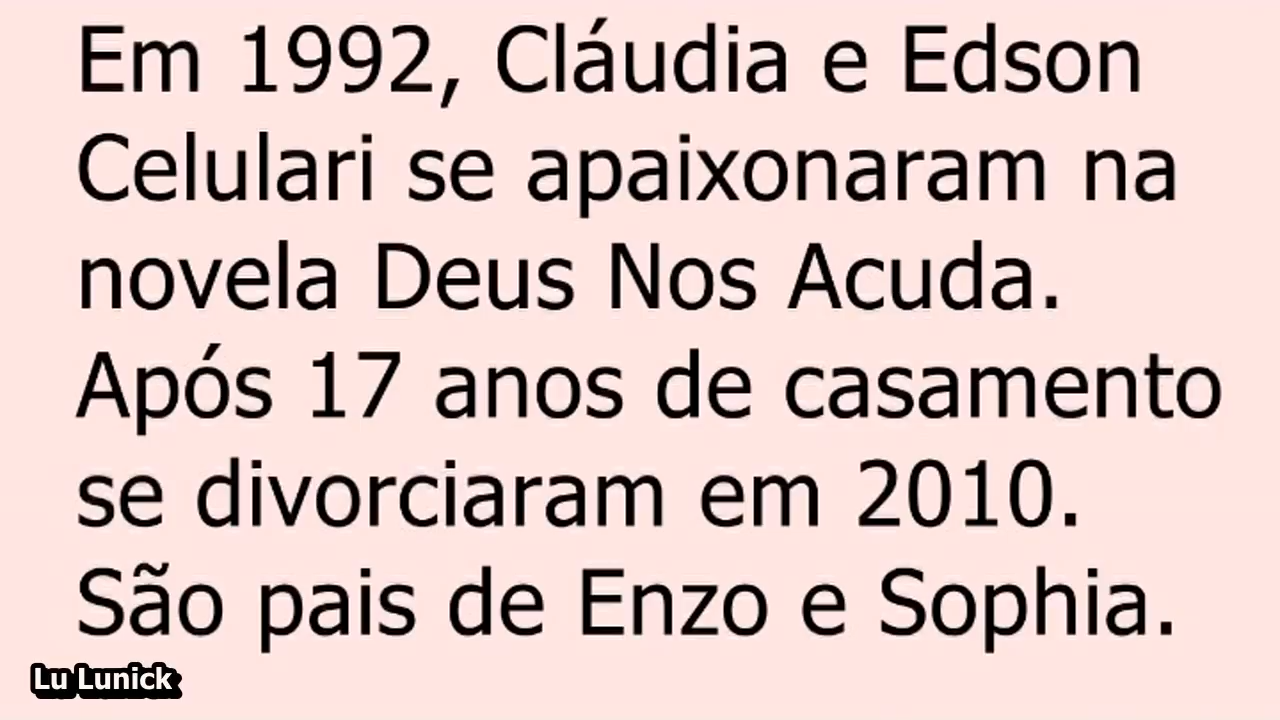 Em 1992, Cláudia e Edson
Celulari se apaixonaram na
novela Deus Nos Acuda.
Após 17 anos de casamento
se divorciaram em 2010.
São pais de Enzo e Sophia.
Lu Lunick